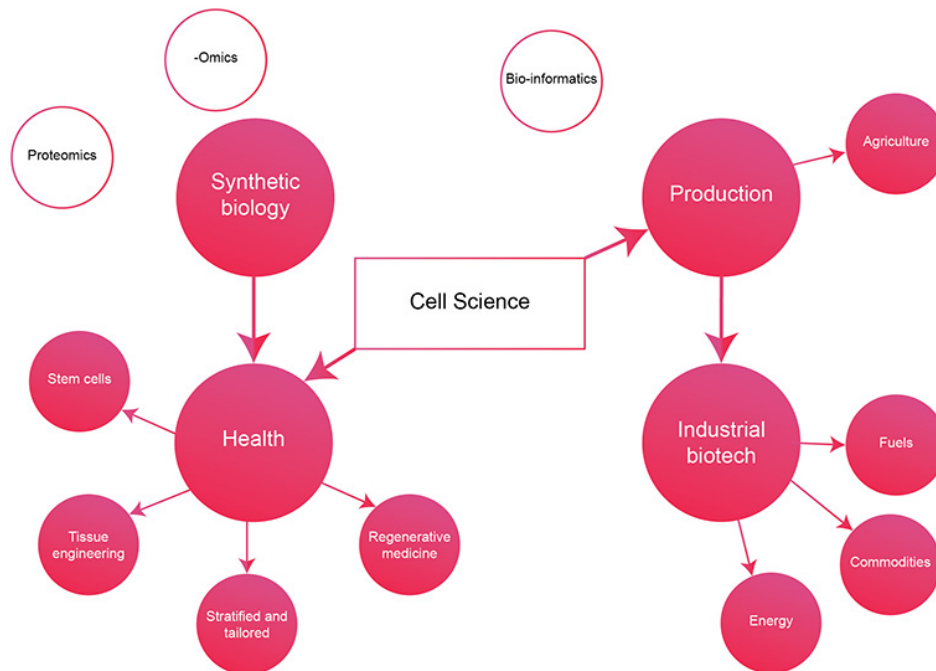 -Omics
Bio-informatics
Proteomics
Agriculture
Synthetic
biology
Production
Cell Science
Stem cells
Health
Industrial
biotech
Fuels
Tissue
engineering
Regenerative
medicine
Commodities
Stratified and
tailored
Energy